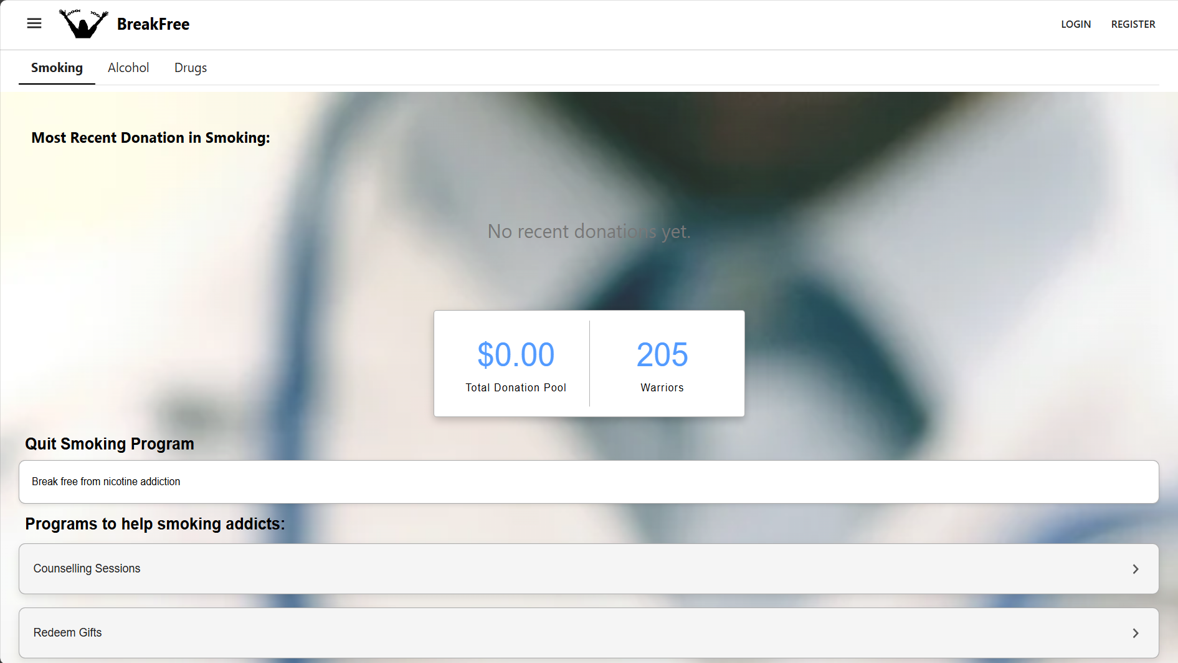 BreakFree
LOGIN
REGISTER
Smoking
Alcohol
Drugs
Most Recent Donation in Smoking:
No recent donations yet.
$0.00
Total Donation Pool
205
Warriors
Quit Smoking Program
Break free from nicotine addiction
Programs to help smoking addicts:
Counselling Sessions
Redeem Gifts